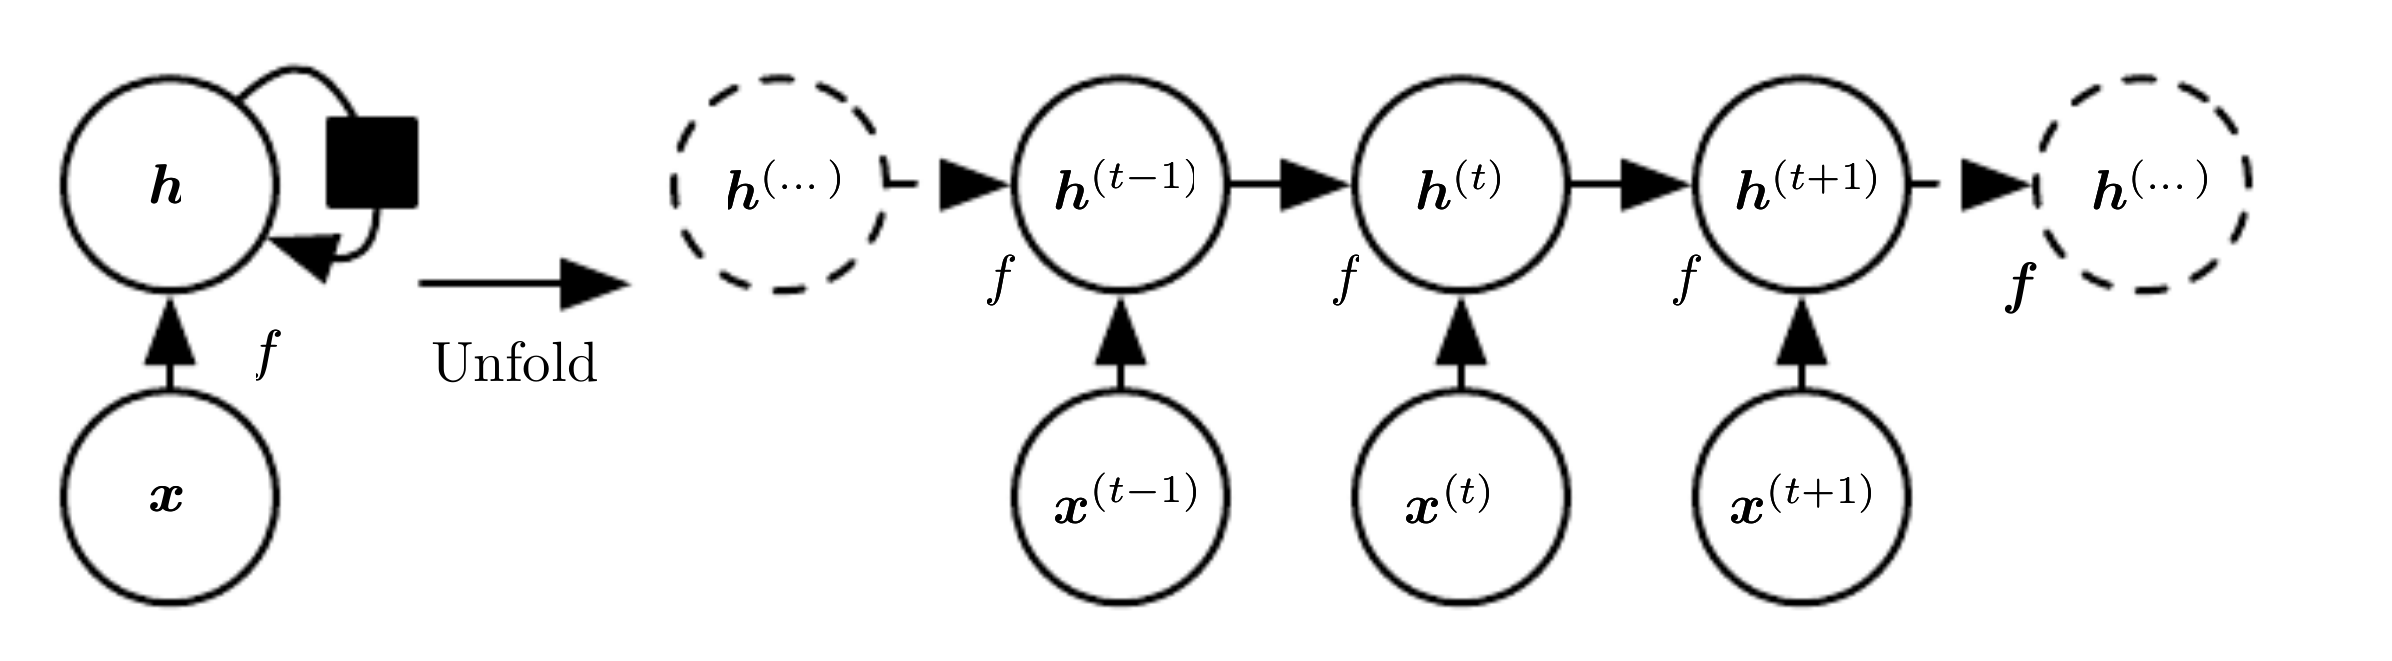 h h^(...) h^(t−1) h^(t) h^(t+1) h^(...)
f f f f f
Unfold
x x^(t−1) x^(t) x^(t+1)